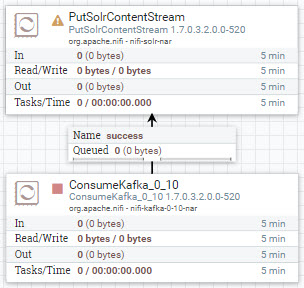 PutSolrContentStream
PutSolrContentStream 1.7.0.3.2.0.0-520
org.apache.nifi - nifi-solr-nar
In 0 (0 bytes) 5 min
Read/Write 0 bytes / 0 bytes 5 min
Out 0 (0 bytes) 5 min
Tasks/Time 0 / 00:00:00.000 5 min
Name success
Queued 0 (0 bytes)
ConsumeKafka_0_10
ConsumeKafka_0_10 1.7.0.3.2.0.0-520
org.apache.nifi - nifi-kafka-0-10-nar
In 0 (0 bytes) 5 min
Read/Write 0 bytes / 0 bytes 5 min
Out 0 (0 bytes) 5 min
Tasks/Time 0 / 00:00:00.000 5 min